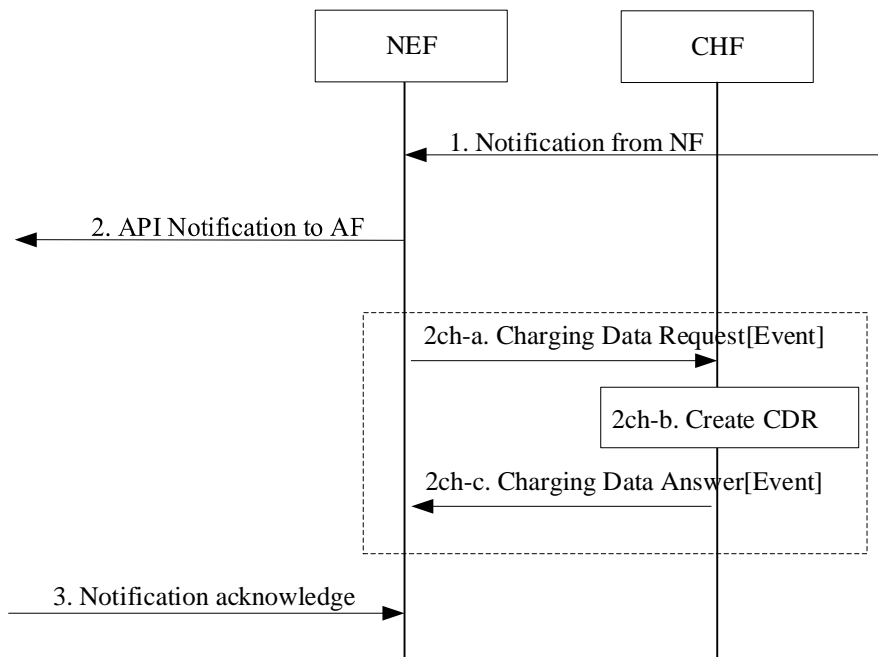 NEF
CHF
1. Notification from NF
2. API Notification to AF
2ch-a. Charging Data Request[Event]
2ch-b. Create CDR
2ch-c. Charging Data Answer[Event]
3. Notification acknowledge